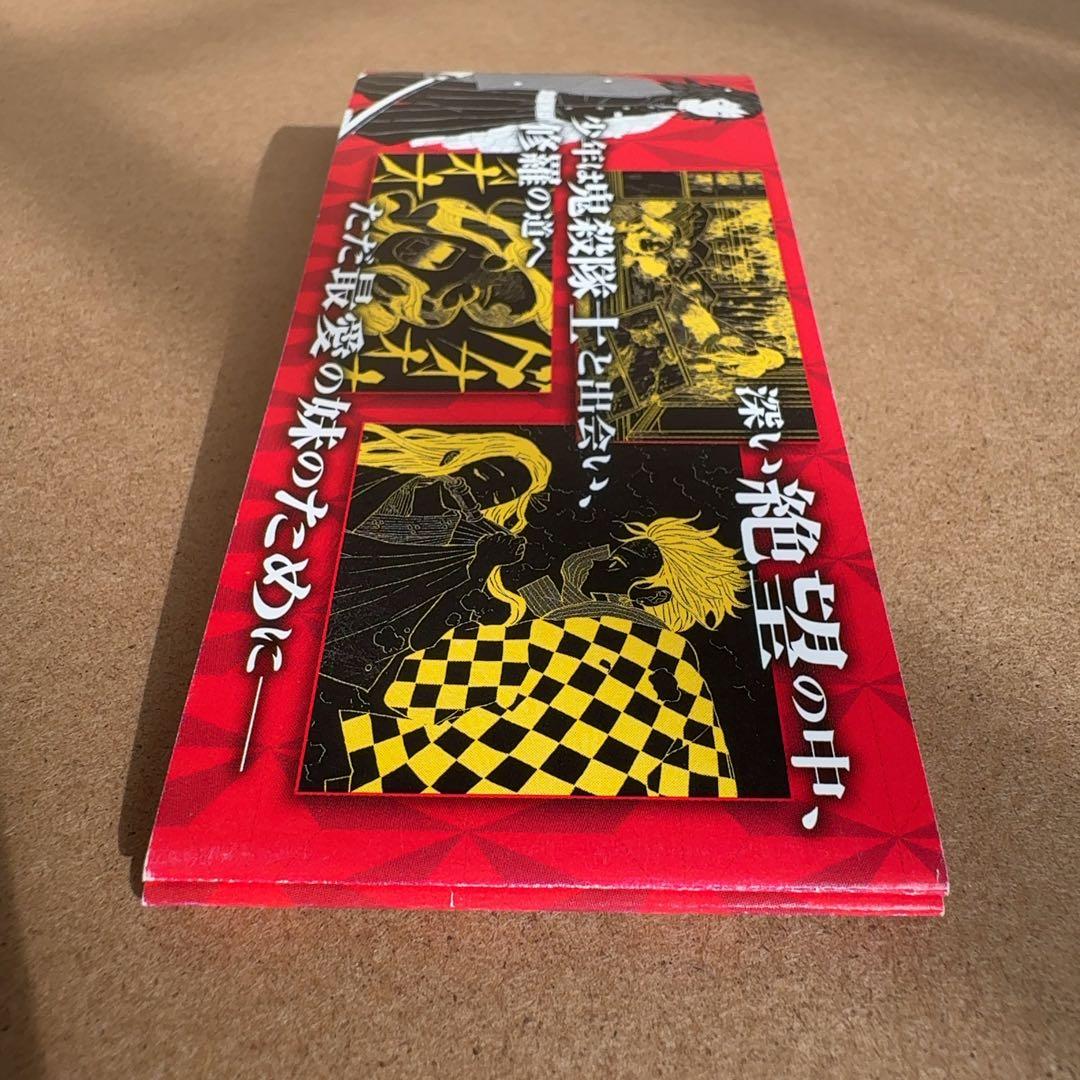 深い絶望の中、
少年は鬼殺隊士と出会い、
修羅の道へ
ただ最愛の妹のために──